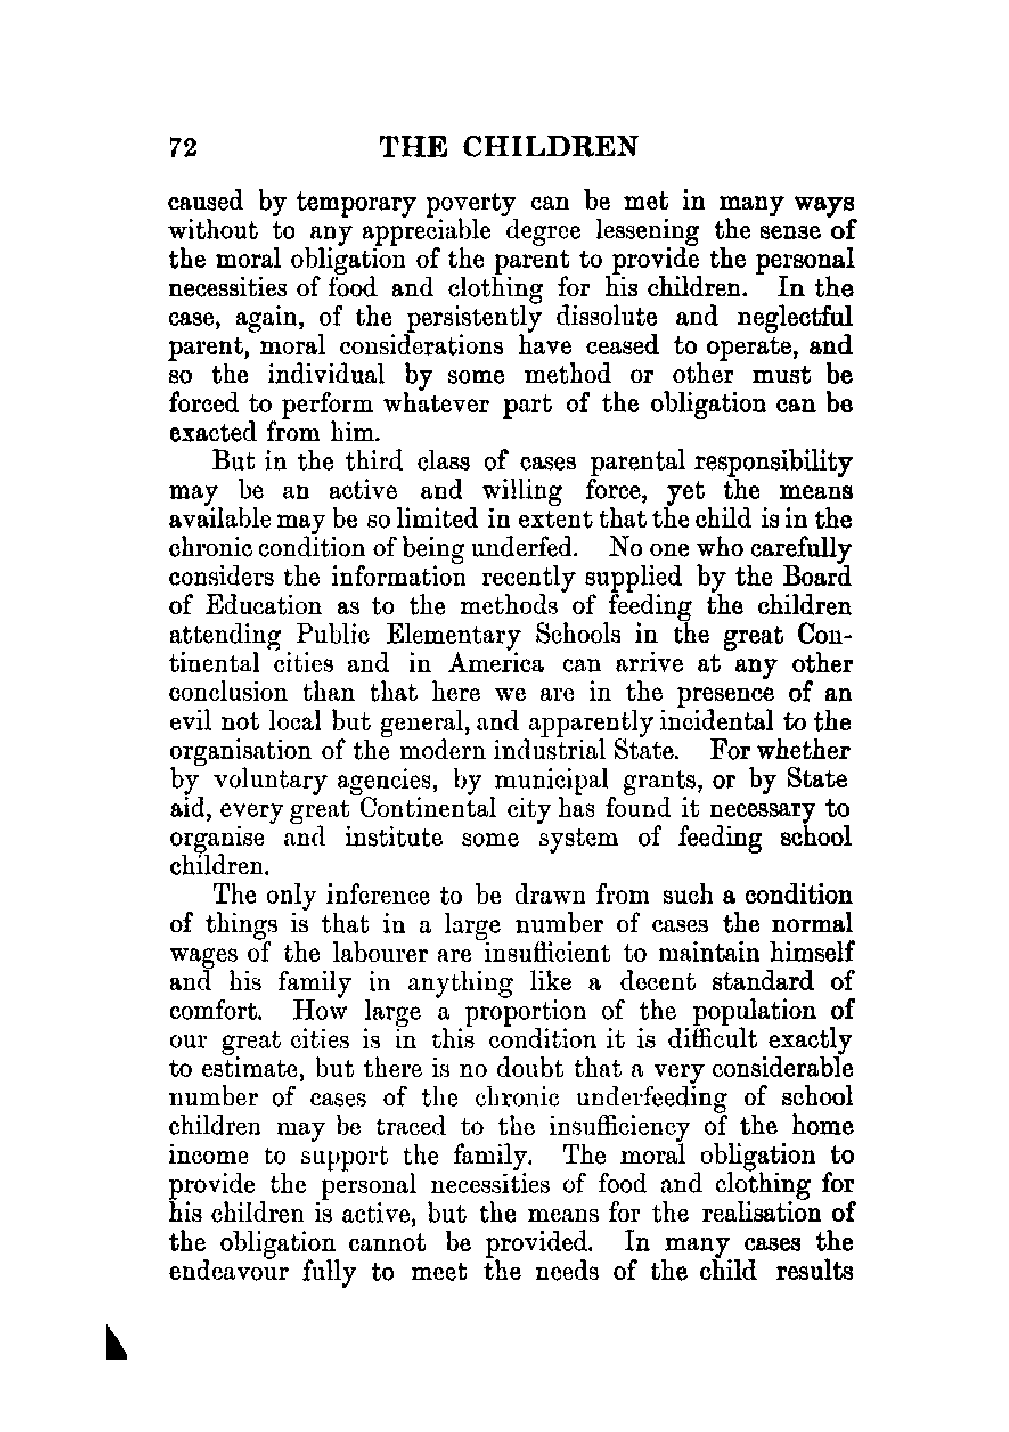 72 THE CHILDREN
caused by temporary poverty can be met in many ways
without to any appreciable degree lessening the sense of
the moral obligation of the parent to provide the personal
necessities of food and clothing for his children. In the
case, again, of the persistently dissolute and neglectful
parent, moral considerations have ceased to operate, and
so the individual by some method or other must be
forced to perform whatever part of the obligation can be
exacted from him.
But in the third class of cases parental responsibility
may be an active and willing force, yet the means
available may be so limited in extent that the child is in the
chronic condition of being underfed. No one who carefully
considers the information recently supplied by the Board
of Education as to the methods of feeding the children
attending Public Elementary Schools in the great Con-
tinental cities and in America can arrive at any other
conclusion than that here we are in the presence of an
evil not local but general, and apparently incidental to the
organisation of the modern industrial State. For whether
by voluntary agencies, by municipal grants, or by State
aid, every great Continental city has found it necessary to
organise and institute some system of feeding school
children.
The only inference to be drawn from such a condition
of things is that in a large number of cases the normal
wages of the labourer are insufficient to maintain himself
and his family in anything like a decent standard of
comfort. How large a proportion of the population of
our great cities is in this condition it is difficult exactly
to estimate, but there is no doubt that a very considerable
number of cases of the chronic underfeeding of school
children may be traced to the insufficiency of the home
income to support the family. The moral obligation to
provide the personal necessities of food and clothing for
his children is active, but the means for the realisation of
the obligation cannot be provided. In many cases the
endeavour fully to meet the needs of the child results